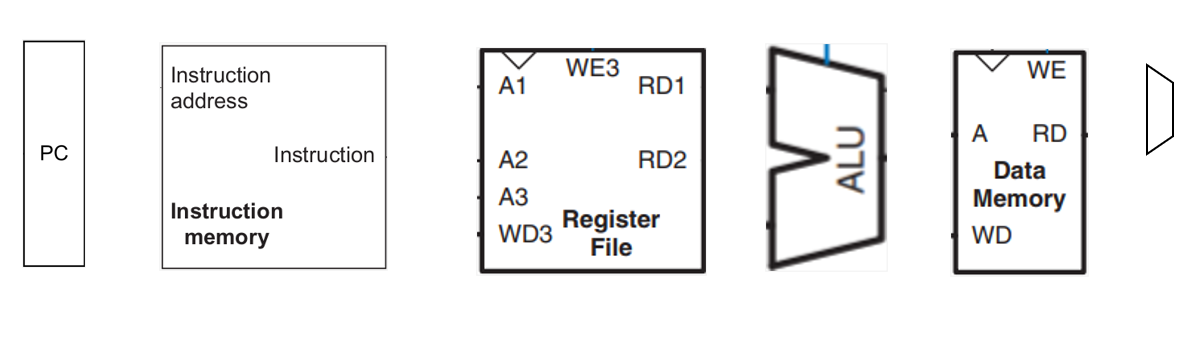 PC
Instruction
address
Instruction
Instruction
memory
WE3
A1 RD1
A2 RD2
A3
WD3
Register
File
ALU
WE
A RD
Data
Memory
WD